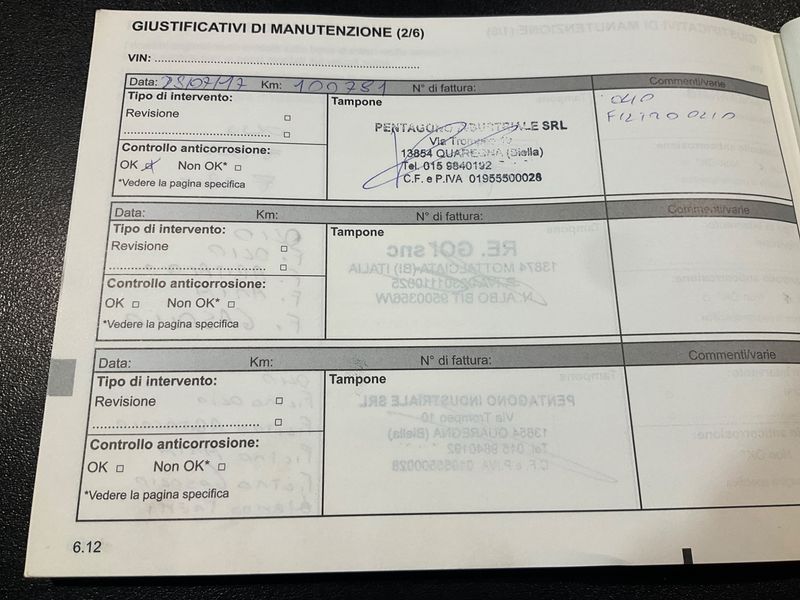 GIUSTIFICATIVI DI MANUTENZIONE (2/6)
VIN:
Data: 25/07/17 Km: 100781 N° di fattura: Commenti/varie
Tipo di intervento:
Revisione
Controllo anticorrosione:
OK Non OK*
*Vedere la pagina specifica
Tampone
PENTAGONO INDUSTRIALE SRL
Via Trompeo 10
13854 QUAREGNA (Biella)
Tel. 015 9840192
C.F. e P.IVA 01955500028
OLIO
FILTRO OLIO
Data: Km: N° di fattura: Commenti/varie
Tipo di intervento:
Revisione
Controllo anticorrosione:
OK Non OK*
*Vedere la pagina specifica
Tampone
Data: Km: N° di fattura: Commenti/varie
Tipo di intervento:
Revisione
Controllo anticorrosione:
OK Non OK*
*Vedere la pagina specifica
Tampone
6.12